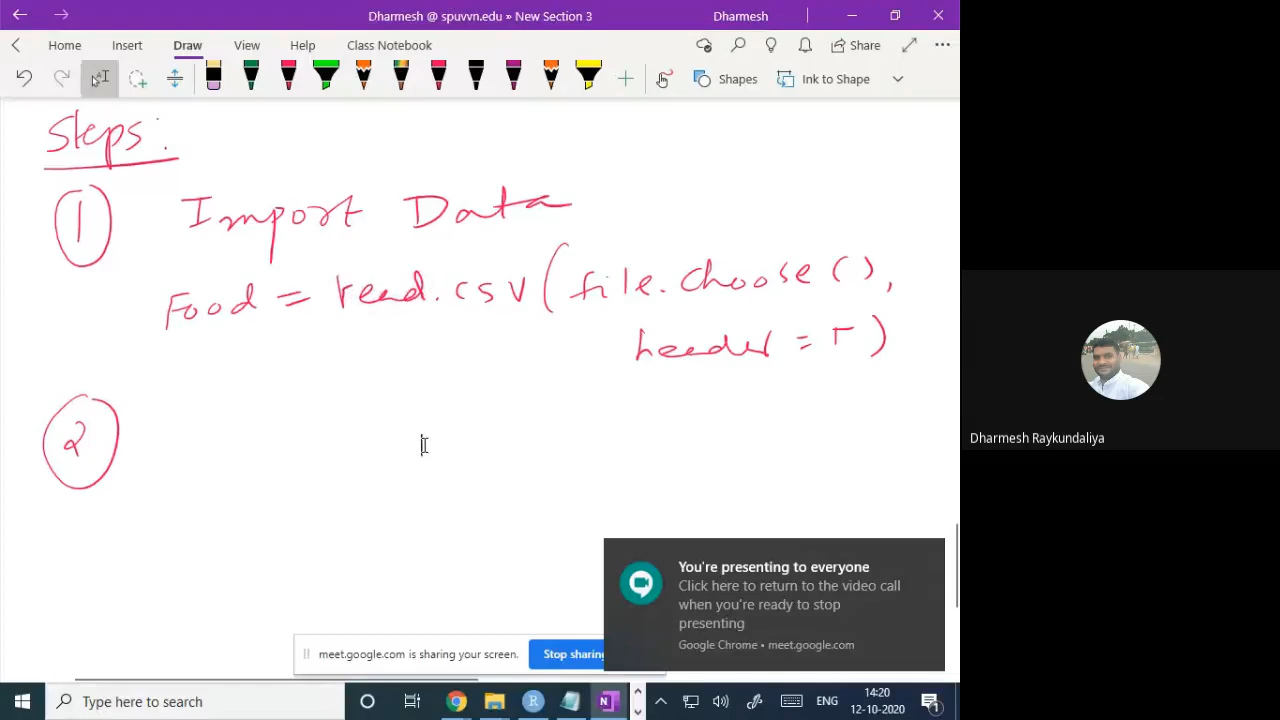 Dharmesh @ spuvvn.edu » New Section 3
Dharmesh
Home Insert Draw View Help Class Notebook
Share
Shapes
Ink to Shape
Steps:
1 Import Data
Food = read.csv(file.choose(),
header = T)
2
Dharmesh Raykundaliya
You're presenting to everyone
Click here to return to the video call
when you're ready to stop
presenting
Google Chrome • meet.google.com
meet.google.com is sharing your screen.
Stop sharing
Type here to search
R
N
ENG
14:20
12-10-2020
1